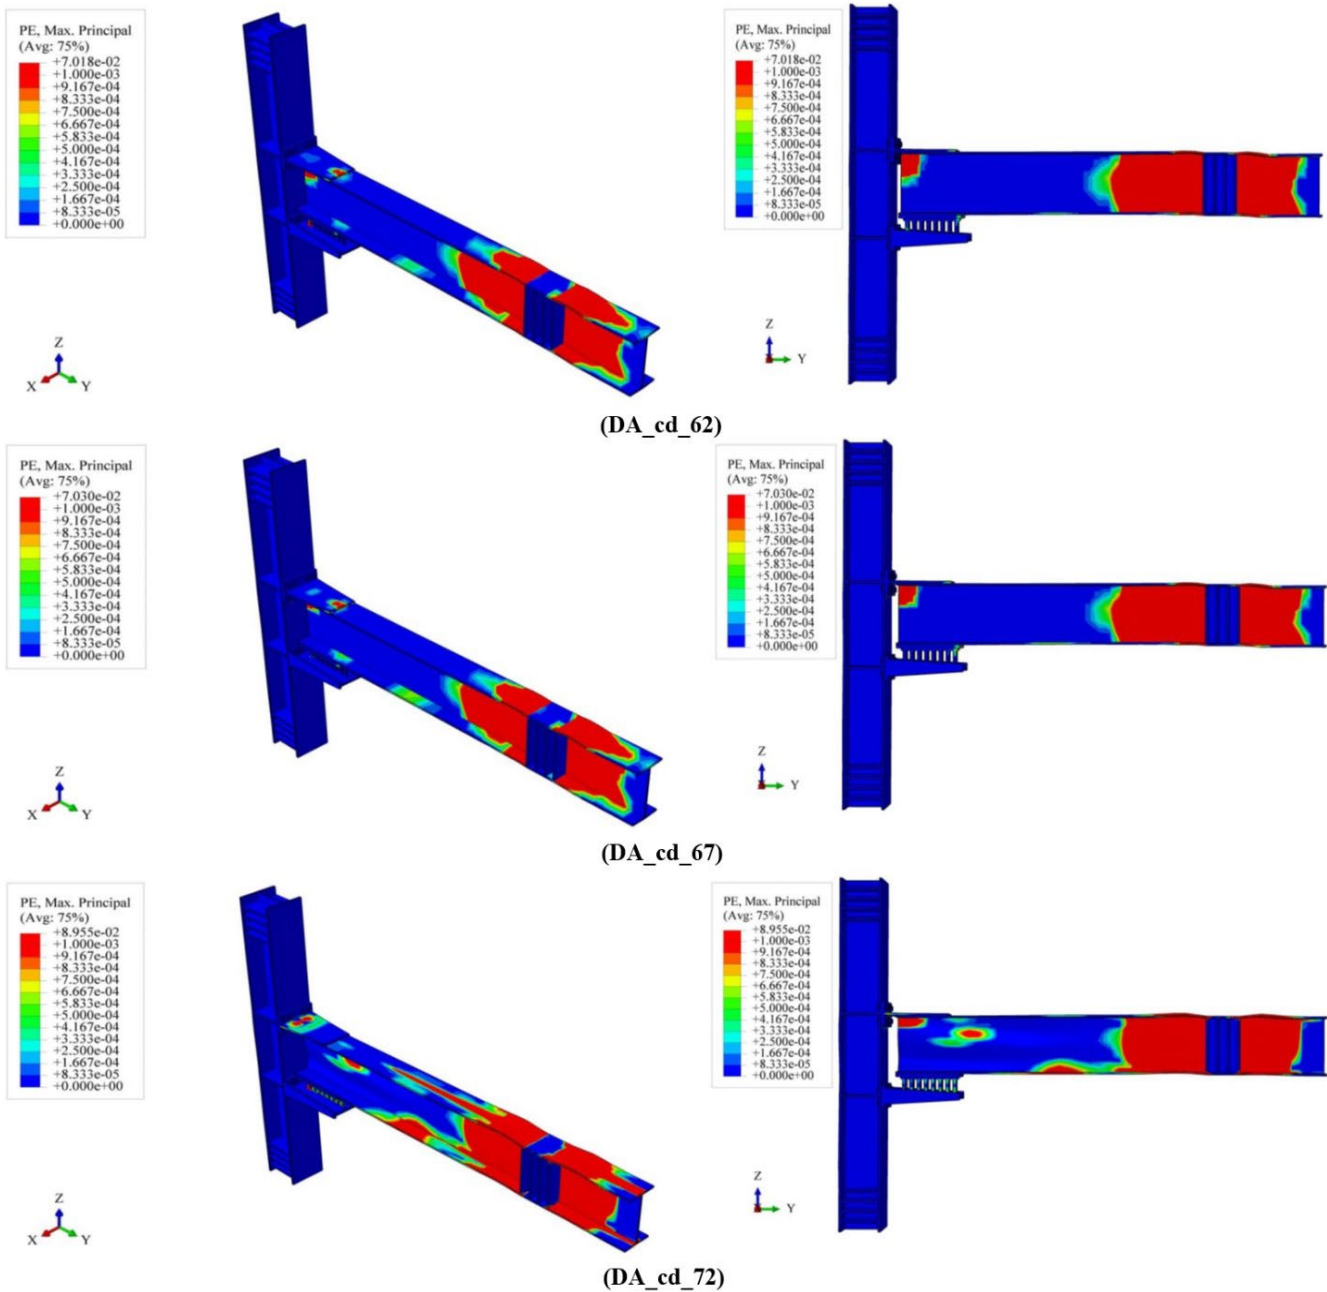 PE, Max. Principal
(Avg: 75%)
+7.018e-02
+1.000e-03
+9.167e-04
+8.333e-04
+7.500e-04
+6.667e-04
+5.833e-04
+5.000e-04
+4.167e-04
+3.333e-04
+2.500e-04
+1.667e-04
+8.333e-05
+0.000e+00
Z
X Y
PE, Max. Principal
(Avg: 75%)
+7.018e-02
+1.000e-03
+9.167e-04
+8.333e-04
+7.500e-04
+6.667e-04
+5.833e-04
+5.000e-04
+4.167e-04
+3.333e-04
+2.500e-04
+1.667e-04
+8.333e-05
+0.000e+00
Z
Y
(DA_cd_62)
PE, Max. Principal
(Avg: 75%)
+7.030e-02
+1.000e-03
+9.167e-04
+8.333e-04
+7.500e-04
+6.667e-04
+5.833e-04
+5.000e-04
+4.167e-04
+3.333e-04
+2.500e-04
+1.667e-04
+8.333e-05
+0.000e+00
Z
X Y
PE, Max. Principal
(Avg: 75%)
+7.030e-02
+1.000e-03
+9.167e-04
+8.333e-04
+7.500e-04
+6.667e-04
+5.833e-04
+5.000e-04
+4.167e-04
+3.333e-04
+2.500e-04
+1.667e-04
+8.333e-05
+0.000e+00
Z
Y
(DA_cd_67)
PE, Max. Principal
(Avg: 75%)
+8.955e-02
+1.000e-03
+9.167e-04
+8.333e-04
+7.500e-04
+6.667e-04
+5.833e-04
+5.000e-04
+4.167e-04
+3.333e-04
+2.500e-04
+1.667e-04
+8.333e-05
+0.000e+00
Z
X Y
PE, Max. Principal
(Avg: 75%)
+8.955e-02
+1.000e-03
+9.167e-04
+8.333e-04
+7.500e-04
+6.667e-04
+5.833e-04
+5.000e-04
+4.167e-04
+3.333e-04
+2.500e-04
+1.667e-04
+8.333e-05
+0.000e+00
Z
Y
(DA_cd_72)